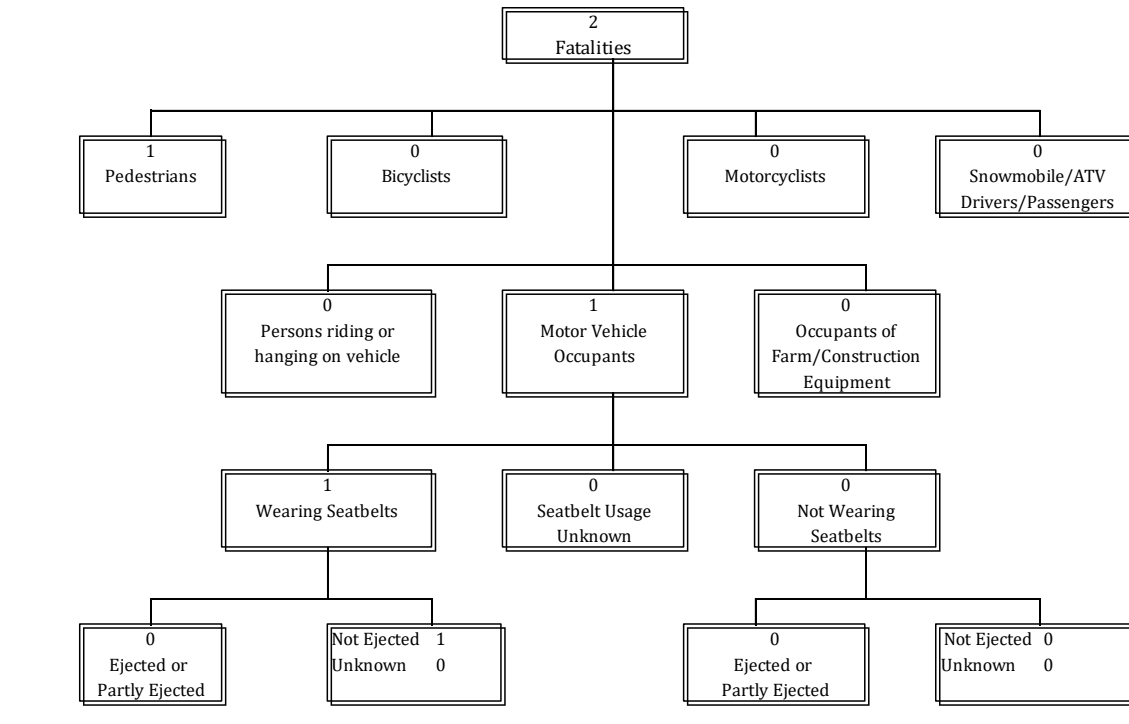 2
Fatalities
1
Pedestrians
0
Bicyclists
0
Motorcyclists
0
Snowmobile/ATV
Drivers/Passengers
0
Persons riding or
hanging on vehicle
1
Motor Vehicle
Occupants
0
Occupants of
Farm/Construction
Equipment
1
Wearing Seatbelts
0
Seatbelt Usage
Unknown
0
Not Wearing
Seatbelts
0
Ejected or
Partly Ejected
Not Ejected 1
Unknown 0
0
Ejected or
Partly Ejected
Not Ejected 0
Unknown 0